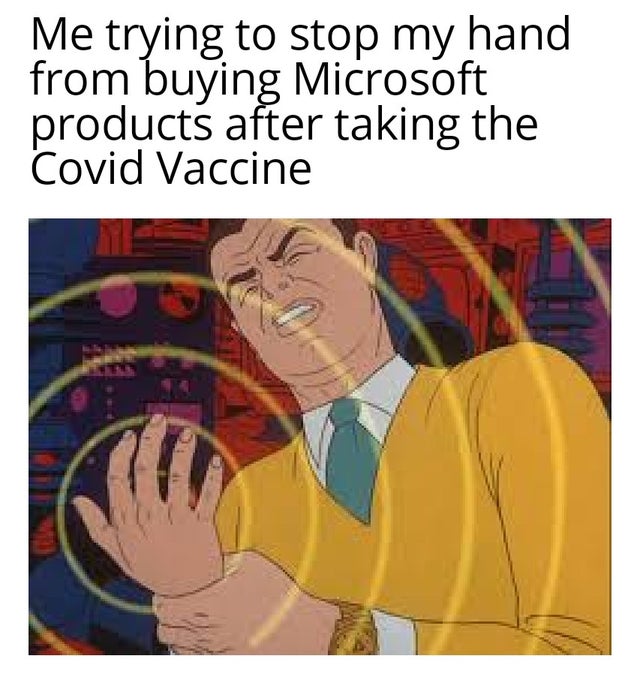 Me trying to stop my hand
from buying Microsoft
products after taking the
Covid Vaccine